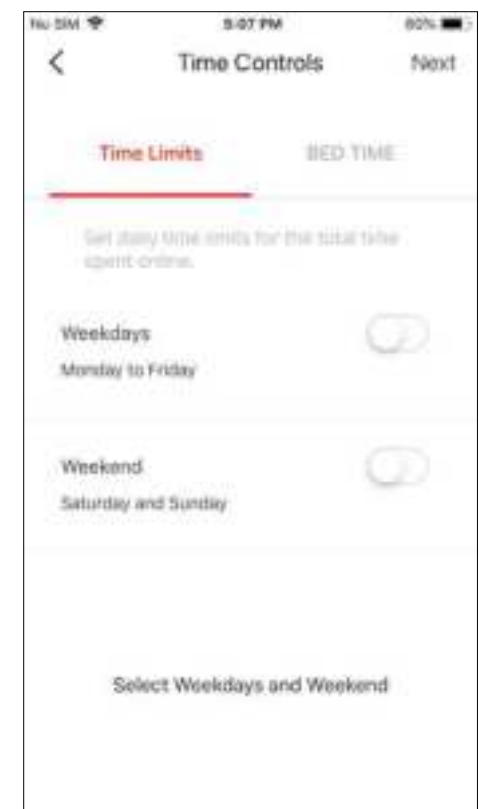 No SIM 5:07 PM 80%
Time Controls Next
Time Limits BED TIME
Set daily time limits for the total time
spent online.
Weekdays
Monday to Friday
Weekend
Saturday and Sunday
Select Weekdays and Weekend